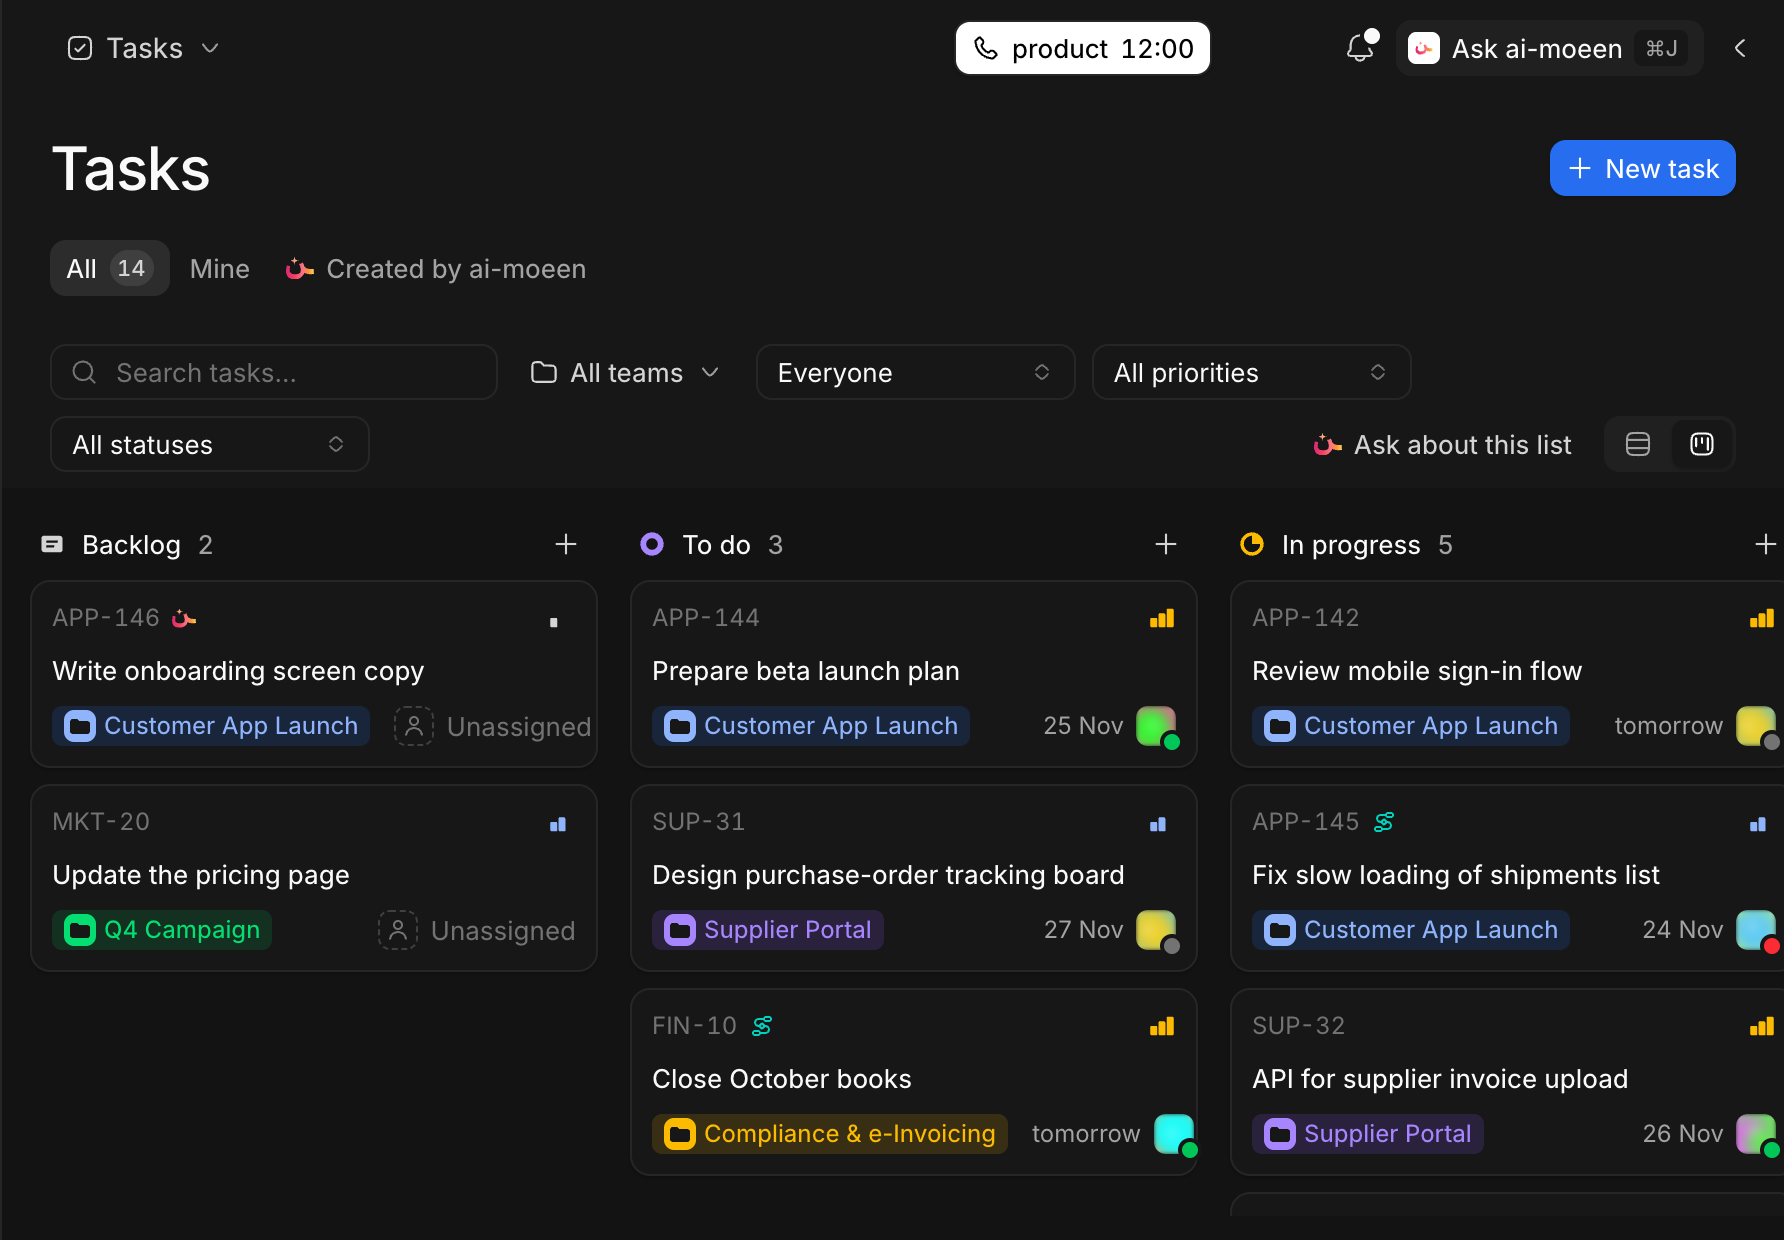 Tasks
product 12:00
Ask ai-moeen ⌘J
Tasks
+ New task
All 14
Mine
Created by ai-moeen
Search tasks...
All teams
Everyone
All priorities
All statuses
Ask about this list
Backlog 2
APP-146
Write onboarding screen copy
Customer App Launch
Unassigned
MKT-20
Update the pricing page
Q4 Campaign
Unassigned
To do 3
APP-144
Prepare beta launch plan
Customer App Launch
25 Nov
SUP-31
Design purchase-order tracking board
Supplier Portal
27 Nov
FIN-10
Close October books
Compliance & e-Invoicing
tomorrow
In progress 5
APP-142
Review mobile sign-in flow
Customer App Launch
tomorrow
APP-145
Fix slow loading of shipments list
Customer App Launch
24 Nov
SUP-32
API for supplier invoice upload
Supplier Portal
26 Nov